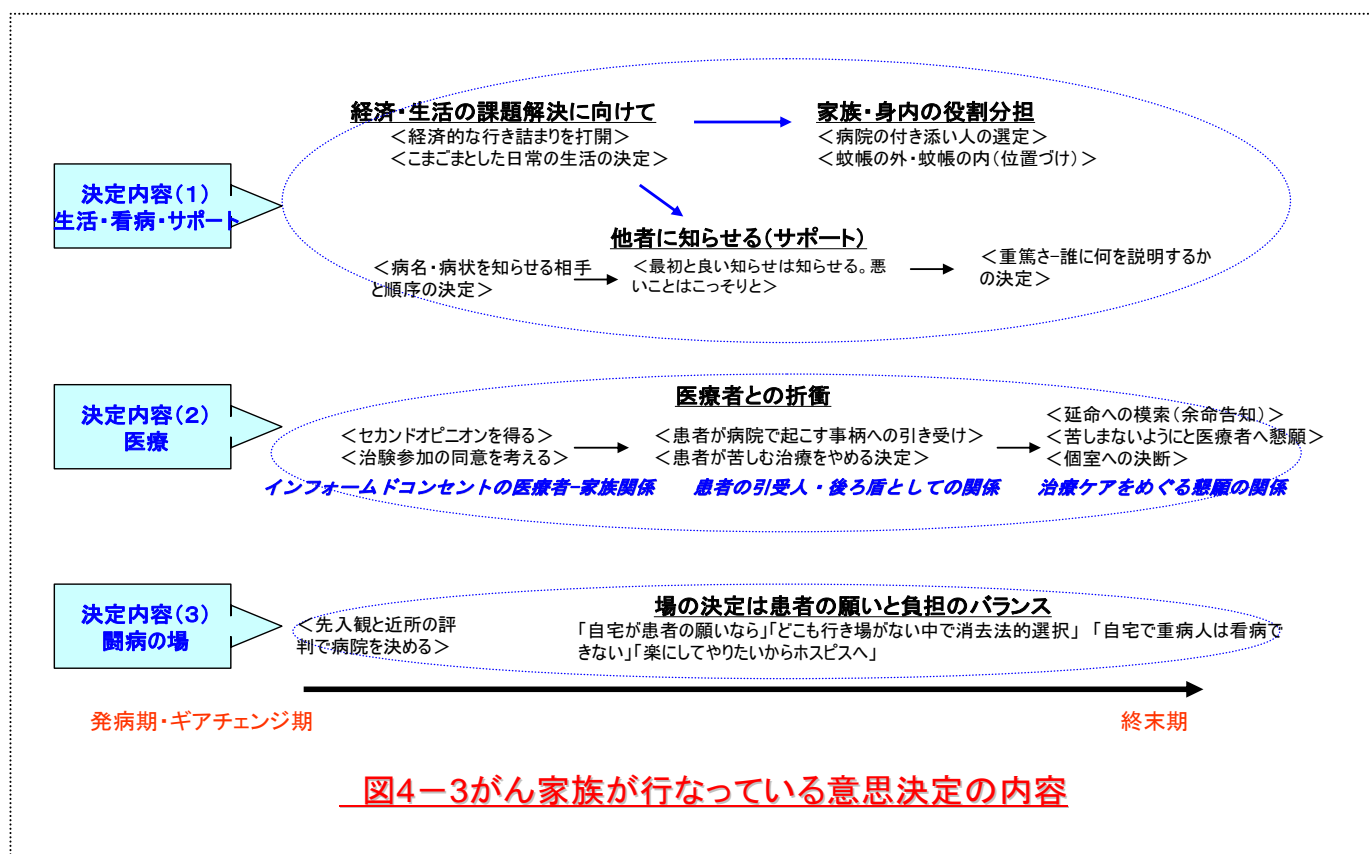 経済・生活の課題解決に向けて
＜経済的な行き詰まりを打開＞
＜こまごまとした日常の生活の決定＞
家族・身内の役割分担
＜病院の付き添い人の選定＞
＜蚊帳の外・蚊帳の内（位置づけ）＞
決定内容（１）
生活・看病・サポート
他者に知らせる（サポート）
＜病名・病状を知らせる相手
と順序の決定＞
＜最初と良い知らせは知らせる。悪
いことはこっそりと＞
＜重篤さ−誰に何を説明するか
の決定＞
決定内容（２）
医療
医療者との折衝
＜セカンドオピニオンを得る＞
＜治験参加の同意を考える＞
＜患者が病院で起こす事柄への引き受け＞
＜患者が苦しむ治療をやめる決定＞
＜延命への模索（余命告知）＞
＜苦しまないようにと医療者へ懇願＞
＜個室への決断＞
インフォームドコンセントの医療者−家族関係
患者の引受人・後ろ盾としての関係
治療ケアをめぐる懇願の関係
決定内容（３）
闘病の場
＜先入観と近所の評
判で病院を決める＞
場の決定は患者の願いと負担のバランス
「自宅が患者の願いなら」「どこも行き場がない中で消去法的選択」 「自宅で重病人は看病で
きない」「楽にしてやりたいからホスピスへ」
発病期・ギアチェンジ期
終末期
図4−3がん家族が行なっている意思決定の内容